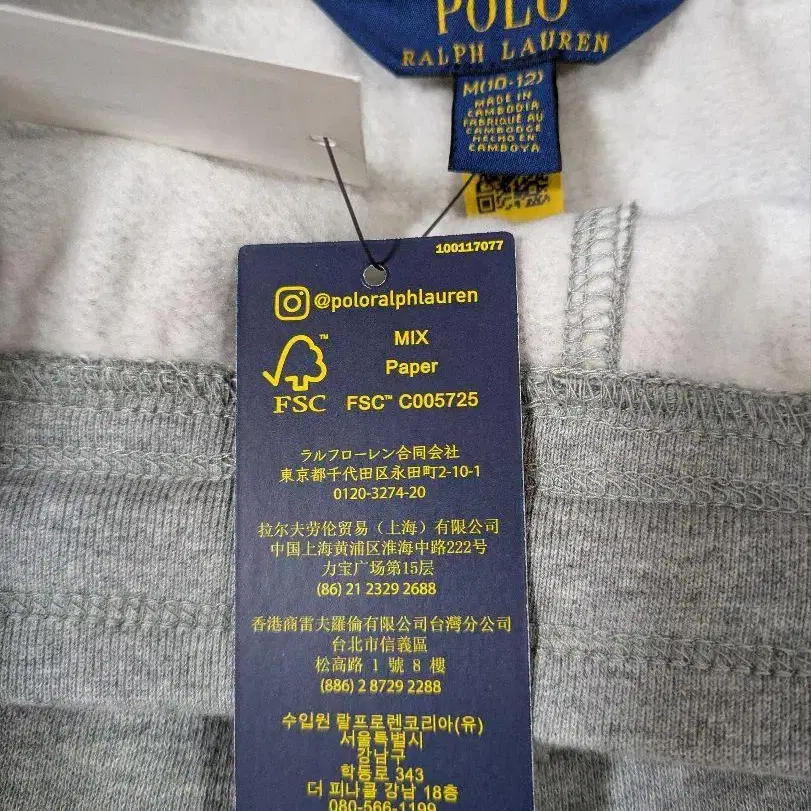 POLO
RALPH LAUREN
M(10-12)
MADE IN
CAMBODIA
FABRIQUÉ AU
CAMBODGE
HECHO EN
CAMBOYA
100117077
@poloralphlauren
™
MIX
Paper
FSC
FSC™ C005725
ラルフローレン合同会社
東京都千代田区永田町2-10-1
0120-3274-20
拉尔夫劳伦贸易（上海）有限公司
中国上海黄浦区淮海中路222号
力宝广场第15层
(86) 21 2329 2688
香港商雷夫羅倫有限公司台灣分公司
台北市信義區
松高路 1 號 8 樓
(886) 2 8729 2288
수입원 랄프로렌코리아(유)
서울특별시
강남구
학동로 343
더 피나클 강남 18층
080-566-1199